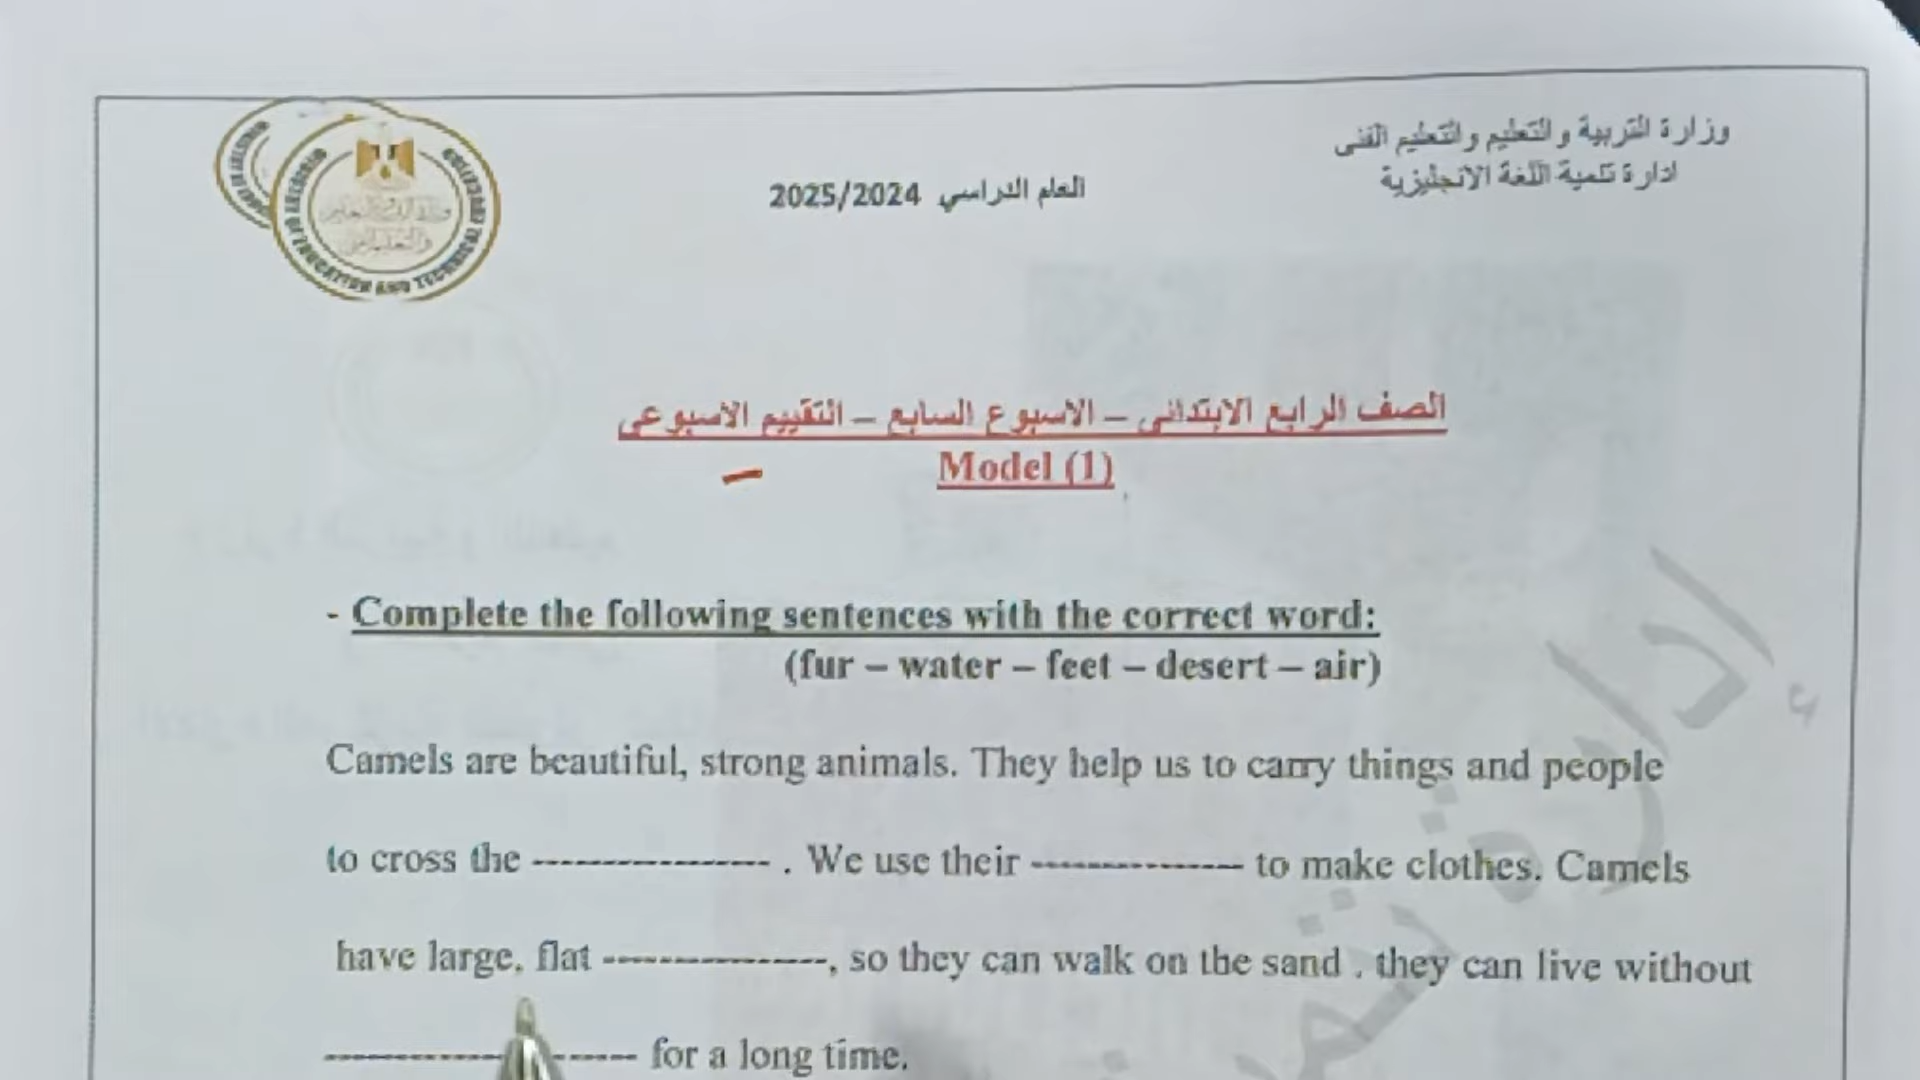 وزارة التربية والتعليم والتعليم الفنى
ادارة تنمية اللغة الانجليزية
العام الدراسي 2025/2024
الصف الرابع الابتدائى – الاسبوع السابع – التقييم الاسبوعى
Model (1)
- Complete the following sentences with the correct word:
(fur – water – feet – desert – air)
Camels are beautiful, strong animals. They help us to carry things and people
to cross the ----------------- . We use their --------------- to make clothes. Camels
have large, flat ----------------, so they can walk on the sand . they can live without
---------------------- for a long time.